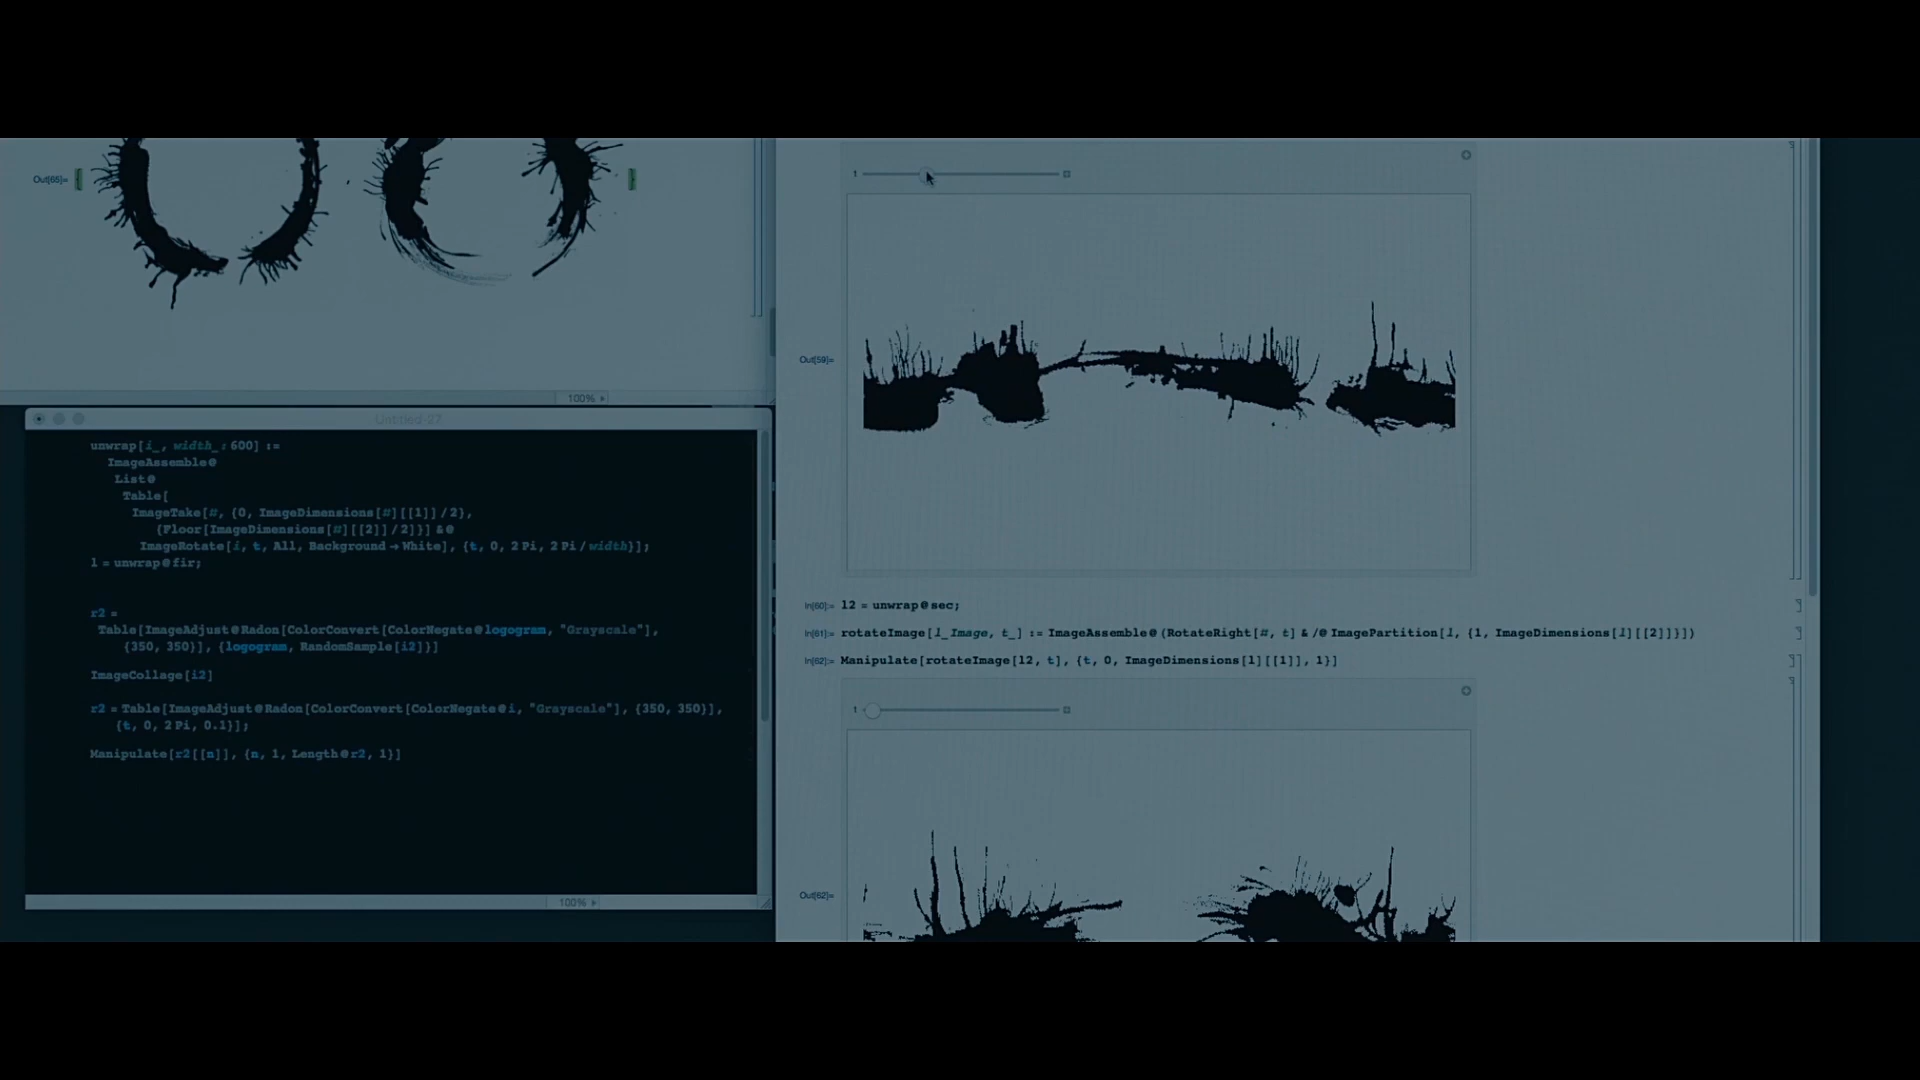 Out[65]=
100%
Untitled-27
unwrap[i_, width_: 600] :=
ImageAssemble@
List@
Table[
ImageTake[#, {0, ImageDimensions[#][[1]]/2},
{Floor[ImageDimensions[#][[2]]/2]}] &@
ImageRotate[i, t, All, Background→White], {t, 0, 2 Pi, 2 Pi/width}];
l = unwrap@fir;
r2 =
Table[ImageAdjust@Radon[ColorConvert[ColorNegate@logogram, "Grayscale"],
{350, 350}], {logogram, RandomSample[i2]}]
ImageCollage[i2]
r2 = Table[ImageAdjust@Radon[ColorConvert[ColorNegate@i, "Grayscale"], {350, 350}],
{t, 0, 2 Pi, 0.1}];
Manipulate[r2[[n]], {n, 1, Length@r2, 1}]
100%
1
Out[59]=
In[60]:= l2 = unwrap@sec;
In[61]:= rotateImage[l_Image, t_] := ImageAssemble@(RotateRight[#, t] & /@ ImagePartition[l, {1, ImageDimensions[l][[2]]}])
In[62]:= Manipulate[rotateImage[l2, t], {t, 0, ImageDimensions[l][[1]], 1}]
1
Out[62]=